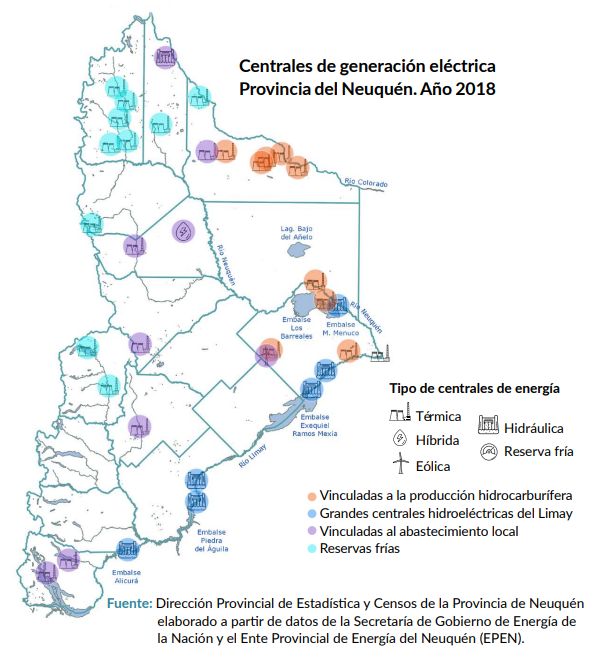 Centrales de generación eléctrica
Provincia del Neuquén. Año 2018
Río Colorado
Lag. Bajo
del Añelo
Río Neuquén
Río Neuquén
Embalse
Los
Barreales
Embalse
M. Menuco
Embalse
Exequiel
Ramos Mexia
Río Limay
Embalse
Piedra
del Águila
Embalse
Alicurá
Tipo de centrales de energía
Térmica
Hidráulica
Híbrida
Reserva fría
Eólica
Vinculadas a la producción hidrocarburífera
Grandes centrales hidroeléctricas del Limay
Vinculadas al abastecimiento local
Reservas frías
Fuente: Dirección Provincial de Estadística y Censos de la Provincia de Neuquén
elaborado a partir de datos de la Secretaría de Gobierno de Energía de
la Nación y el Ente Provincial de Energía del Neuquén (EPEN).